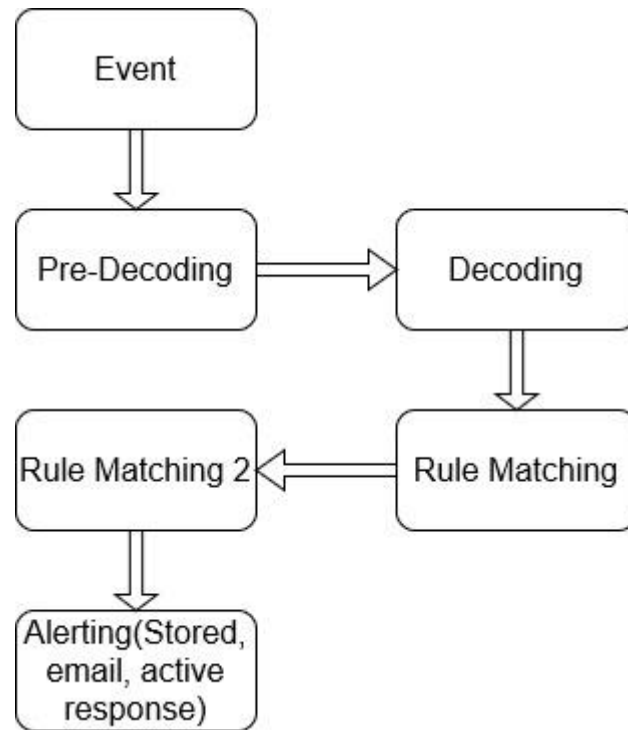 Event
Pre-Decoding
Decoding
Rule Matching
Rule Matching 2
Alerting(Stored,
email, active
response)